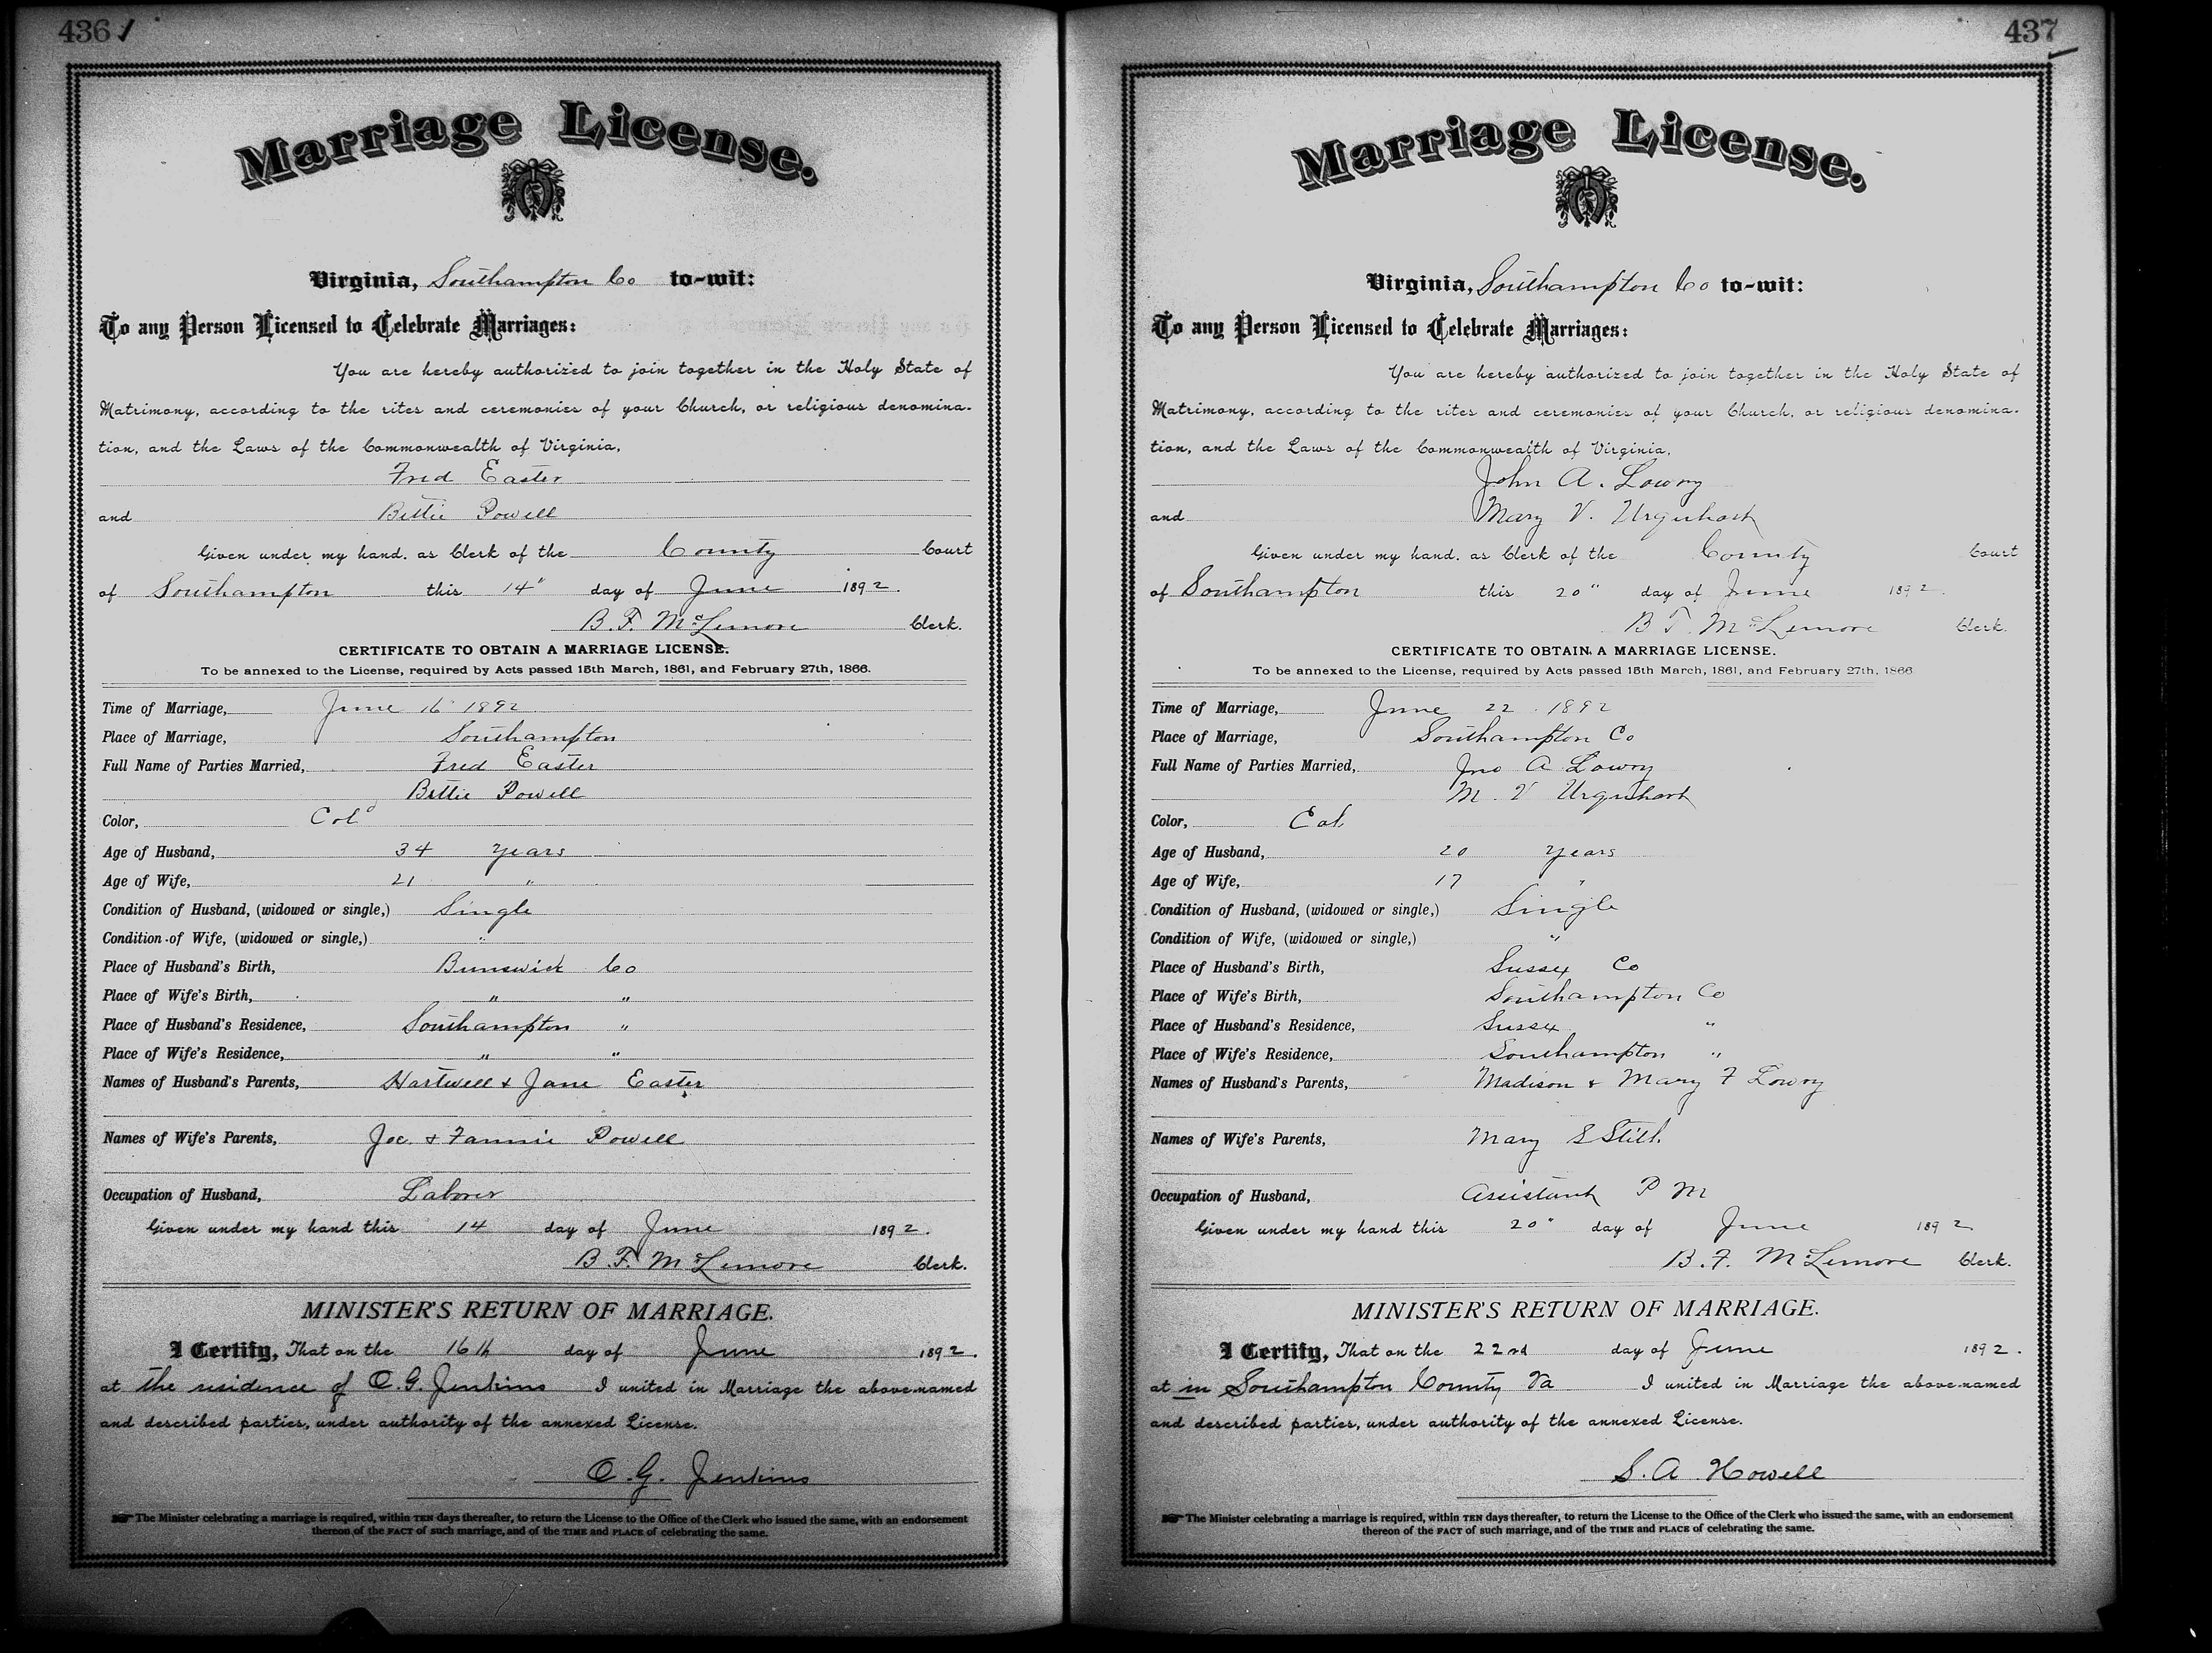 436
Marriage License.
Virginia, Southampton Co to-wit:
To any Person Licensed to Celebrate Marriages:
You are hereby authorized to join together in the Holy State of
Matrimony, according to the rites and ceremonies of your Church, or religious denomina-
tion, and the Laws of the Commonwealth of Virginia,
Fred Easter
and Bettie Powell
Given under my hand, as Clerk of the County Court
of Southampton this 14" day of June 1892.
B. F. McLemore Clerk.
CERTIFICATE TO OBTAIN A MARRIAGE LICENSE.
To be annexed to the License, required by Acts passed 15th March, 1861, and February 27th, 1866.
Time of Marriage, June 16 1892
Place of Marriage, Southampton
Full Name of Parties Married, Fred Easter
Bettie Powell
Color, Cold
Age of Husband, 34 years
Age of Wife, 21 "
Condition of Husband, (widowed or single,) Single
Condition of Wife, (widowed or single,) "
Place of Husband's Birth, Brunswick Co
Place of Wife's Birth, " "
Place of Husband's Residence, Southampton "
Place of Wife's Residence, " "
Names of Husband's Parents, Hartwell & Jane Easter
Names of Wife's Parents, Joe & Fannie Powell
Occupation of Husband, Laborer
Given under my hand this 14 day of June 1892.
B. F. McLemore Clerk.
MINISTER'S RETURN OF MARRIAGE.
I Certify, That on the 16th day of June 1892.
at the residence of O. G. Jenkins I united in Marriage the above-named
and described parties, under authority of the annexed License.
O. G. Jenkins
The Minister celebrating a marriage is required, within TEN days thereafter, to return the License to the Office of the Clerk who issued the same, with an endorsement
thereon of the FACT of such marriage, and of the TIME and PLACE of celebrating the same.
437
Marriage License.
Virginia, Southampton Co to-wit:
To any Person Licensed to Celebrate Marriages:
You are hereby authorized to join together in the Holy State of
Matrimony, according to the rites and ceremonies of your Church, or religious denomina-
tion, and the Laws of the Commonwealth of Virginia,
John A. Lowry
and Mary V. Urquhart
Given under my hand, as Clerk of the County Court
of Southampton this 20" day of June 1892.
B F. McLemore Clerk.
CERTIFICATE TO OBTAIN A MARRIAGE LICENSE.
To be annexed to the License, required by Acts passed 15th March, 1861, and February 27th, 1866
Time of Marriage, June 22. 1892
Place of Marriage, Southampton Co
Full Name of Parties Married, Jno A Lowry
M. V Urquhart
Color,
Age of Husband, 20 years
Age of Wife, 17 "
Condition of Husband, (widowed or single,) Single
Condition of Wife, (widowed or single,) "
Place of Husband's Birth, Sussex Co
Place of Wife's Birth, Southampton Co
Place of Husband's Residence, Sussex "
Place of Wife's Residence, Southampton "
Names of Husband's Parents, Madison & Mary F Lowry
Names of Wife's Parents, Mary S Stith
Occupation of Husband, Assistant P M
Given under my hand this 20" day of June 1892
B. F. McLemore Clerk.
MINISTER'S RETURN OF MARRIAGE.
I Certify, That on the 22nd day of June 1892.
at in Southampton County Va I united in Marriage the above-named
and described parties, under authority of the annexed License.
S. A. Howell
The Minister celebrating a marriage is required, within TEN days thereafter, to return the License to the Office of the Clerk who issued the same, with an endorsement
thereon of the FACT of such marriage, and of the TIME and PLACE of celebrating the same.